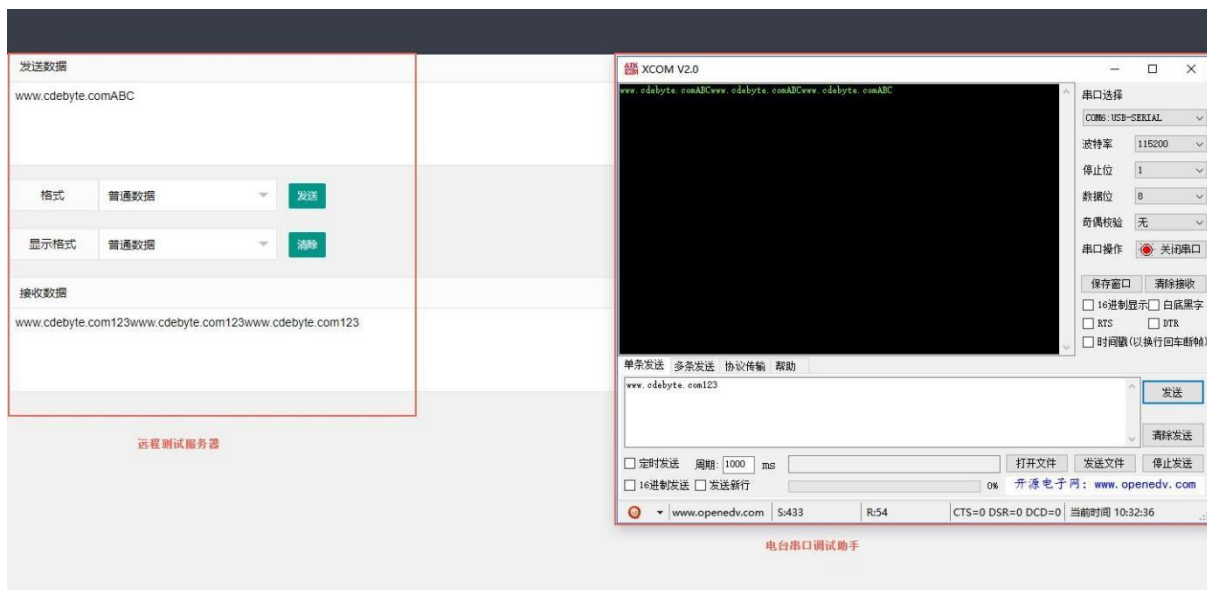 发送数据
www.cdebyte.comABC
格式 普通数据 发送
显示格式 普通数据 清除
接收数据
www.cdebyte.com123www.cdebyte.com123www.cdebyte.com123
远程测试服务器
XCOM V2.0
www.cdebyte.comABCwww.cdebyte.comABCwww.cdebyte.comABC
串口选择
COM6:USB-SERIAL
波特率 115200
停止位 1
数据位 8
奇偶校验 无
串口操作 关闭串口
保存窗口 清除接收
16进制显示 白底黑字
RTS DTR
时间戳(以换行回车断帧)
单条发送 多条发送 协议传输 帮助
www.cdebyte.com123
发送
清除发送
定时发送 周期: 1000 ms 打开文件 发送文件 停止发送
16进制发送 发送新行 0% 开源电子网：www.openedv.com
www.openedv.com S:433 R:54 CTS=0 DSR=0 DCD=0 当前时间 10:32:36
电台串口调试助手